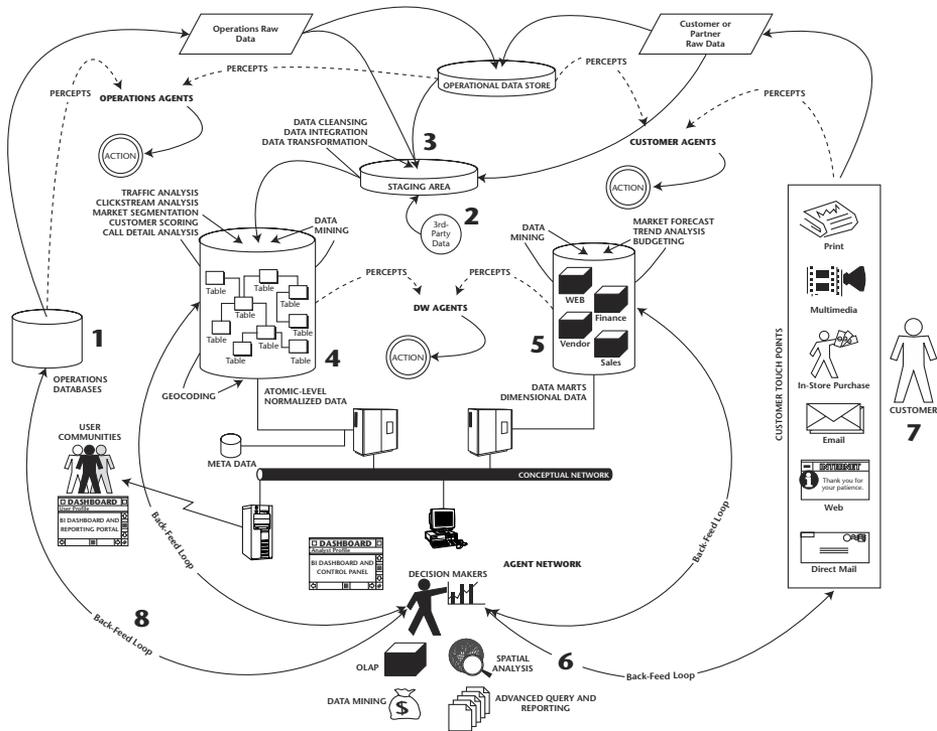 Operations Raw
Data
Customer or
Partner
Raw Data
PERCEPTS
PERCEPTS
OPERATIONAL DATA STORE
PERCEPTS
PERCEPTS
OPERATIONS AGENTS
ACTION
DATA CLEANSING
DATA INTEGRATION
DATA TRANSFORMATION
3
CUSTOMER AGENTS
ACTION
STAGING AREA
2
3rd-
Party
Data
TRAFFIC ANALYSIS
CLICKSTREAM ANALYSIS
MARKET SEGMENTATION
CUSTOMER SCORING
CALL DETAIL ANALYSIS
DATA
MINING
DATA
MINING
MARKET FORECAST
TREND ANALYSIS
BUDGETING
Table
Table
Table
Table
Table
Table
Table
Table
Table
4
GEOCODING
PERCEPTS
PERCEPTS
DW AGENTS
ACTION
5
WEB
Finance
Vendor
Sales
1
OPERATIONS
DATABASES
ATOMIC-LEVEL
NORMALIZED DATA
DATA MARTS
DIMENSIONAL DATA
META DATA
CONCEPTUAL NETWORK
USER
COMMUNITIES
DASHBOARD
User Profile
BI DASHBOARD AND
REPORTING PORTAL
DASHBOARD
Analyst Profile
BI DASHBOARD AND
CONTROL PANEL
AGENT NETWORK
DECISION MAKERS
Back-Feed Loop
Back-Feed Loop
8
Back-Feed Loop
6
Back-Feed Loop
OLAP
SPATIAL
ANALYSIS
DATA MINING
$
ADVANCED QUERY AND
REPORTING
CUSTOMER TOUCH POINTS
Print
Multimedia
In-Store Purchase
Email
INTERNET
Thank you for
your patience.
Web
Direct Mail
CUSTOMER
7